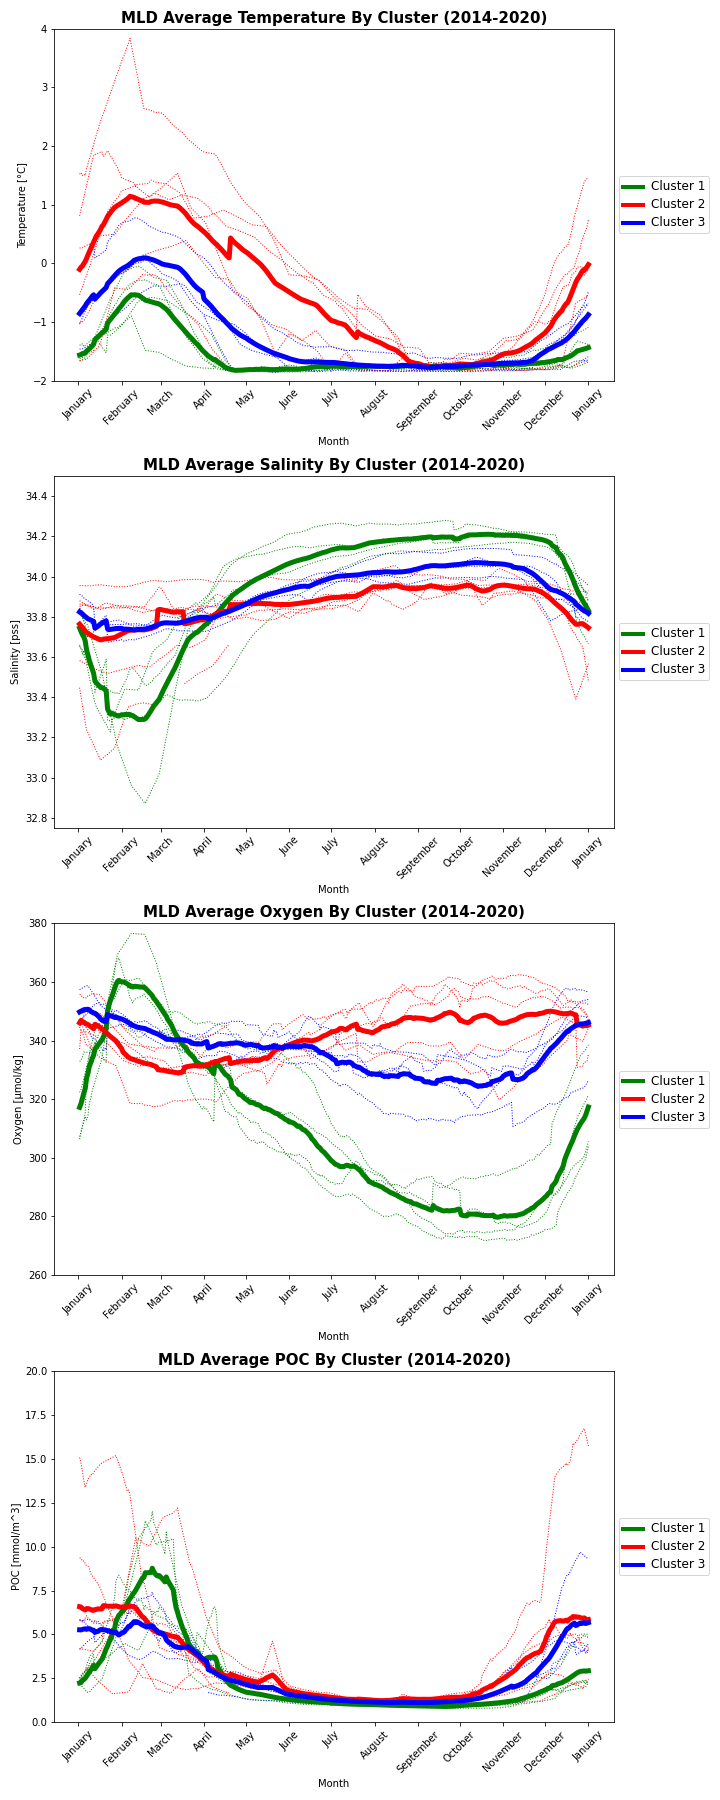 MLD Average Temperature By Cluster (2014-2020)
4
3
2
1
0
−1
−2
Temperature [°C]
January
February
March
April
May
June
July
August
September
October
November
December
January
Month
Cluster 1
Cluster 2
Cluster 3
MLD Average Salinity By Cluster (2014-2020)
34.4
34.2
34.0
33.8
33.6
33.4
33.2
33.0
32.8
Salinity [pss]
January
February
March
April
May
June
July
August
September
October
November
December
January
Month
Cluster 1
Cluster 2
Cluster 3
MLD Average Oxygen By Cluster (2014-2020)
380
360
340
320
300
280
260
Oxygen [µmol/kg]
January
February
March
April
May
June
July
August
September
October
November
December
January
Month
Cluster 1
Cluster 2
Cluster 3
MLD Average POC By Cluster (2014-2020)
20.0
17.5
15.0
12.5
10.0
7.5
5.0
2.5
0.0
POC [mmol/m^3]
January
February
March
April
May
June
July
August
September
October
November
December
January
Month
Cluster 1
Cluster 2
Cluster 3